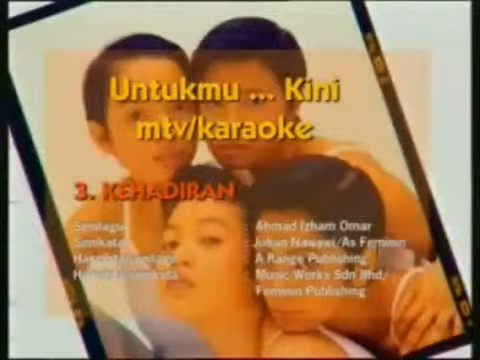 Untukmu ... Kini
mtv/karaoke
3. KEHADIRAN
Senilagu : Ahmad Izham Omar
Senikata : Johan Nawawi/As Feminin
A Range Publishing
Music Works Sdn Bhd/
Feminin Publishing